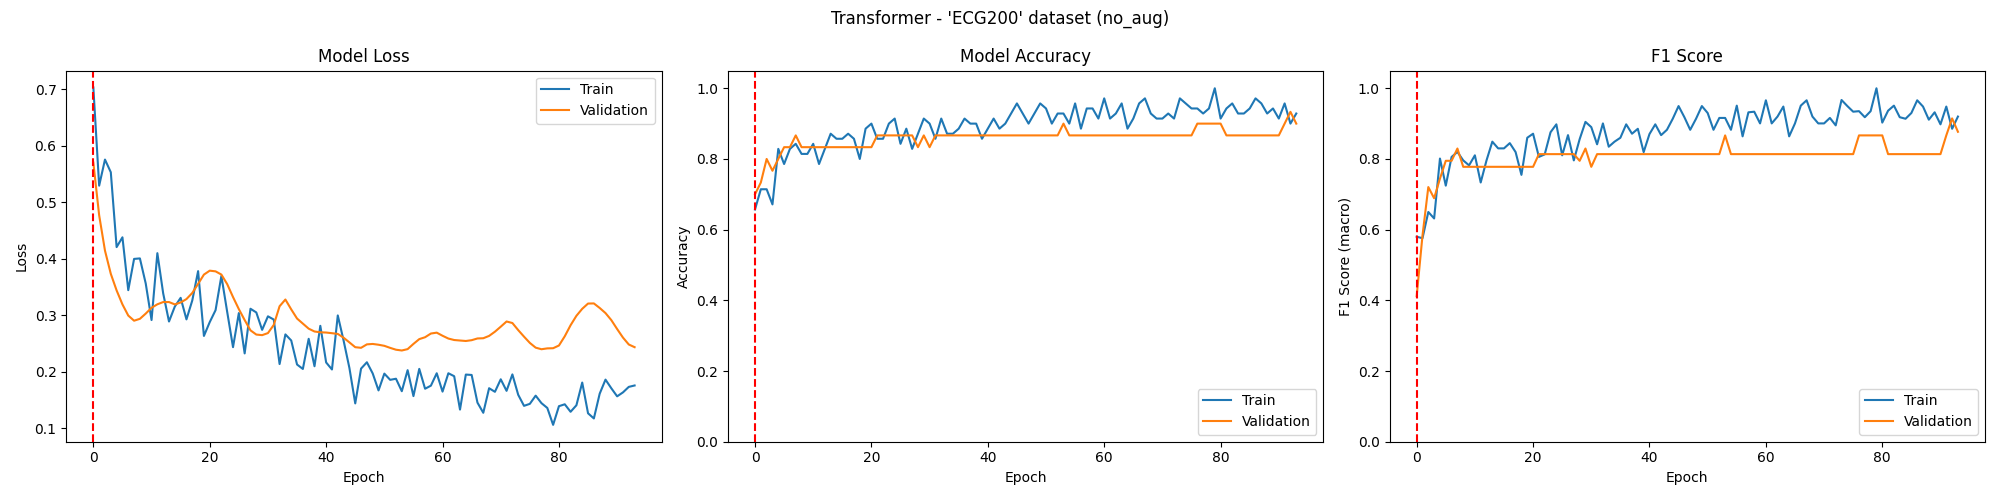 Transformer - 'ECG200' dataset (no_aug)
Model Loss
Loss
0.7
0.6
0.5
0.4
0.3
0.2
0.1
0 20 40 60 80
Epoch
Train
Validation
Model Accuracy
Accuracy
1.0
0.8
0.6
0.4
0.2
0.0
0 20 40 60 80
Epoch
Train
Validation
F1 Score
F1 Score (macro)
1.0
0.8
0.6
0.4
0.2
0.0
0 20 40 60 80
Epoch
Train
Validation